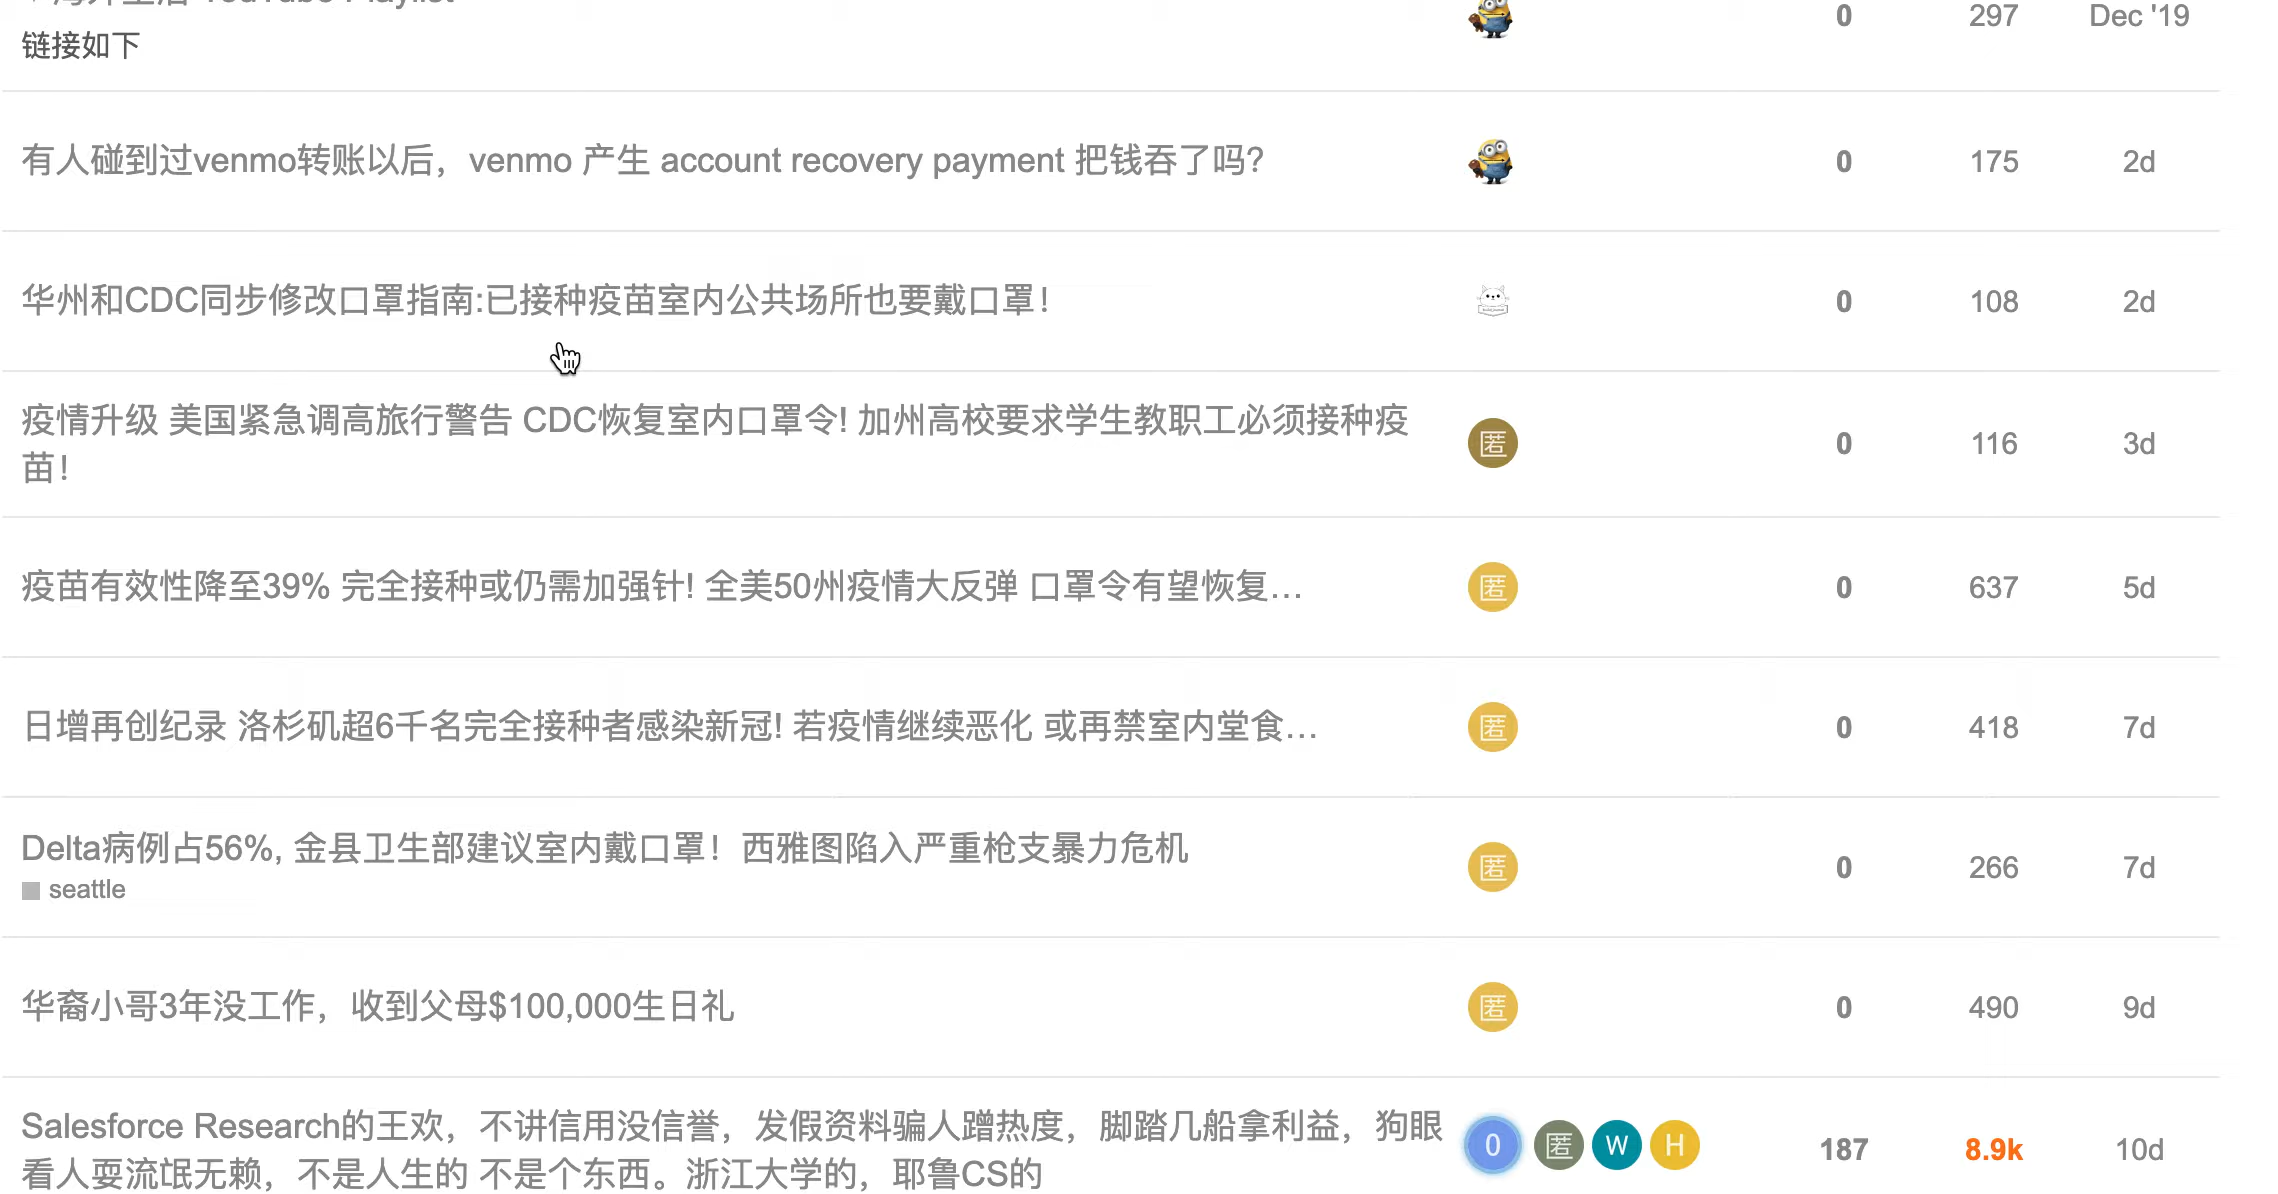 海外生活 YouTube Playlist 0 297 Dec '19
链接如下
有人碰到过venmo转账以后，venmo 产生 account recovery payment 把钱吞了吗？ 0 175 2d
华州和CDC同步修改口罩指南:已接种疫苗室内公共场所也要戴口罩！ 0 108 2d
疫情升级 美国紧急调高旅行警告 CDC恢复室内口罩令! 加州高校要求学生教职工必须接种疫
苗！ 匿 0 116 3d
疫苗有效性降至39% 完全接种或仍需加强针! 全美50州疫情大反弹 口罩令有望恢复… 匿 0 637 5d
日增再创纪录 洛杉矶超6千名完全接种者感染新冠! 若疫情继续恶化 或再禁室内堂食… 匿 0 418 7d
Delta病例占56%, 金县卫生部建议室内戴口罩！西雅图陷入严重枪支暴力危机 匿 0 266 7d
seattle
华裔小哥3年没工作，收到父母$100,000生日礼 匿 0 490 9d
Salesforce Research的王欢，不讲信用没信誉，发假资料骗人蹭热度，脚踏几船拿利益，狗眼
看人耍流氓无赖，不是人生的 不是个东西。浙江大学的，耶鲁CS的 0 匿 W H 187 8.9k 10d